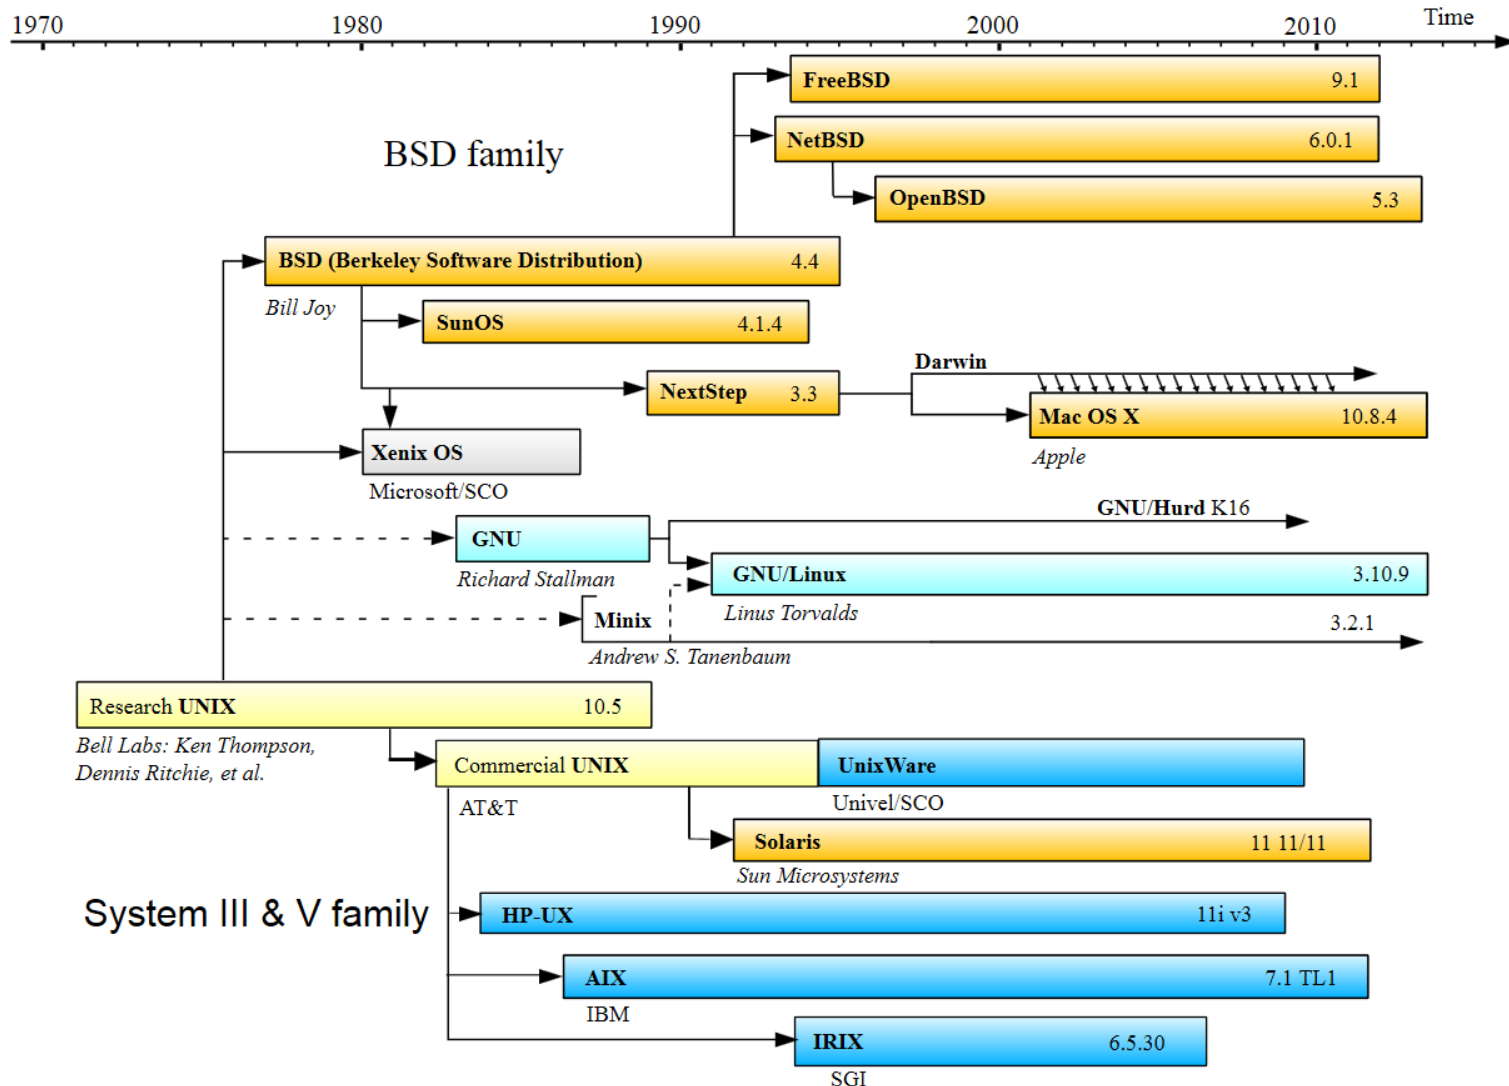 1970 1980 1990 2000 2010 Time
FreeBSD 9.1
BSD family
NetBSD 6.0.1
OpenBSD 5.3
BSD (Berkeley Software Distribution) 4.4
Bill Joy
SunOS 4.1.4
Darwin
NextStep 3.3
Mac OS X 10.8.4
Apple
Xenix OS
Microsoft/SCO
GNU/Hurd K16
GNU
Richard Stallman
GNU/Linux 3.10.9
Linus Torvalds
Minix 3.2.1
Andrew S. Tanenbaum
Research UNIX 10.5
Bell Labs: Ken Thompson,
Dennis Ritchie, et al.
Commercial UNIX
UnixWare
AT&T
Univel/SCO
Solaris 11 11/11
Sun Microsystems
System III & V family
HP-UX 11i v3
AIX 7.1 TL1
IBM
IRIX 6.5.30
SGI